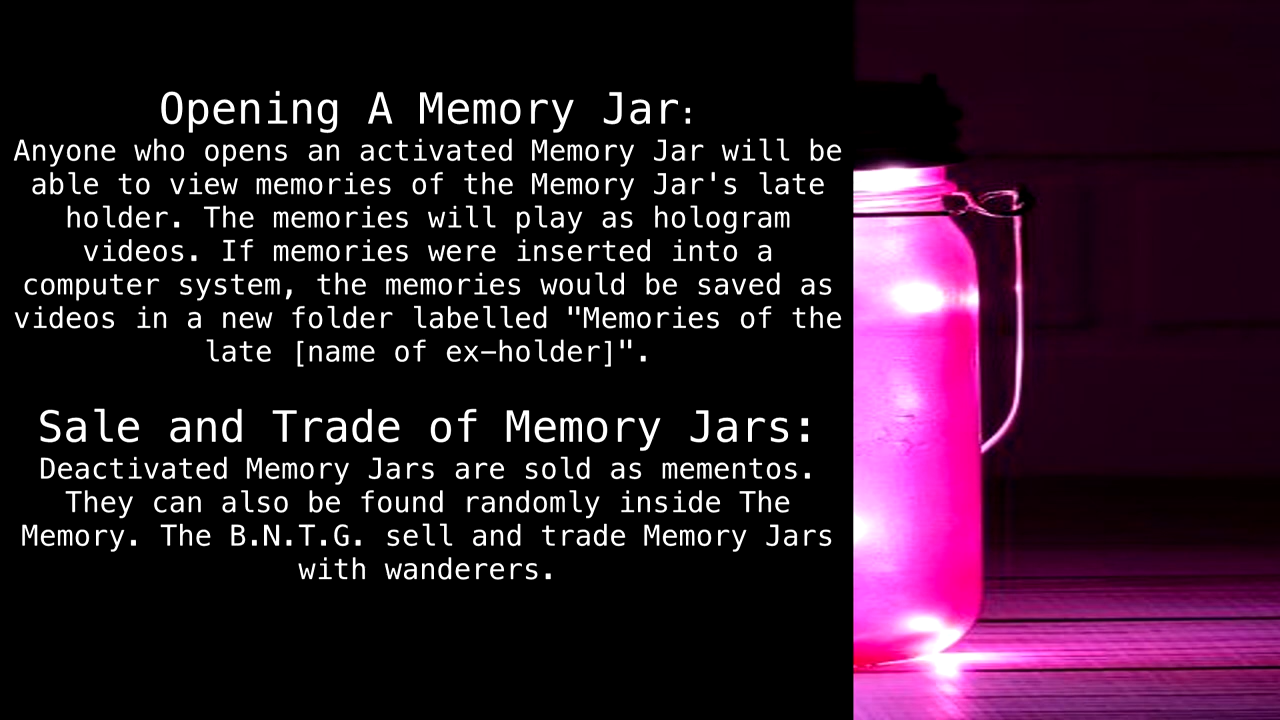 Opening A Memory Jar:
Anyone who opens an activated Memory Jar will be
able to view memories of the Memory Jar's late
holder. The memories will play as hologram
videos. If memories were inserted into a
computer system, the memories would be saved as
videos in a new folder labelled "Memories of the
late [name of ex-holder]".
Sale and Trade of Memory Jars:
Deactivated Memory Jars are sold as mementos.
They can also be found randomly inside The
Memory. The B.N.T.G. sell and trade Memory Jars
with wanderers.